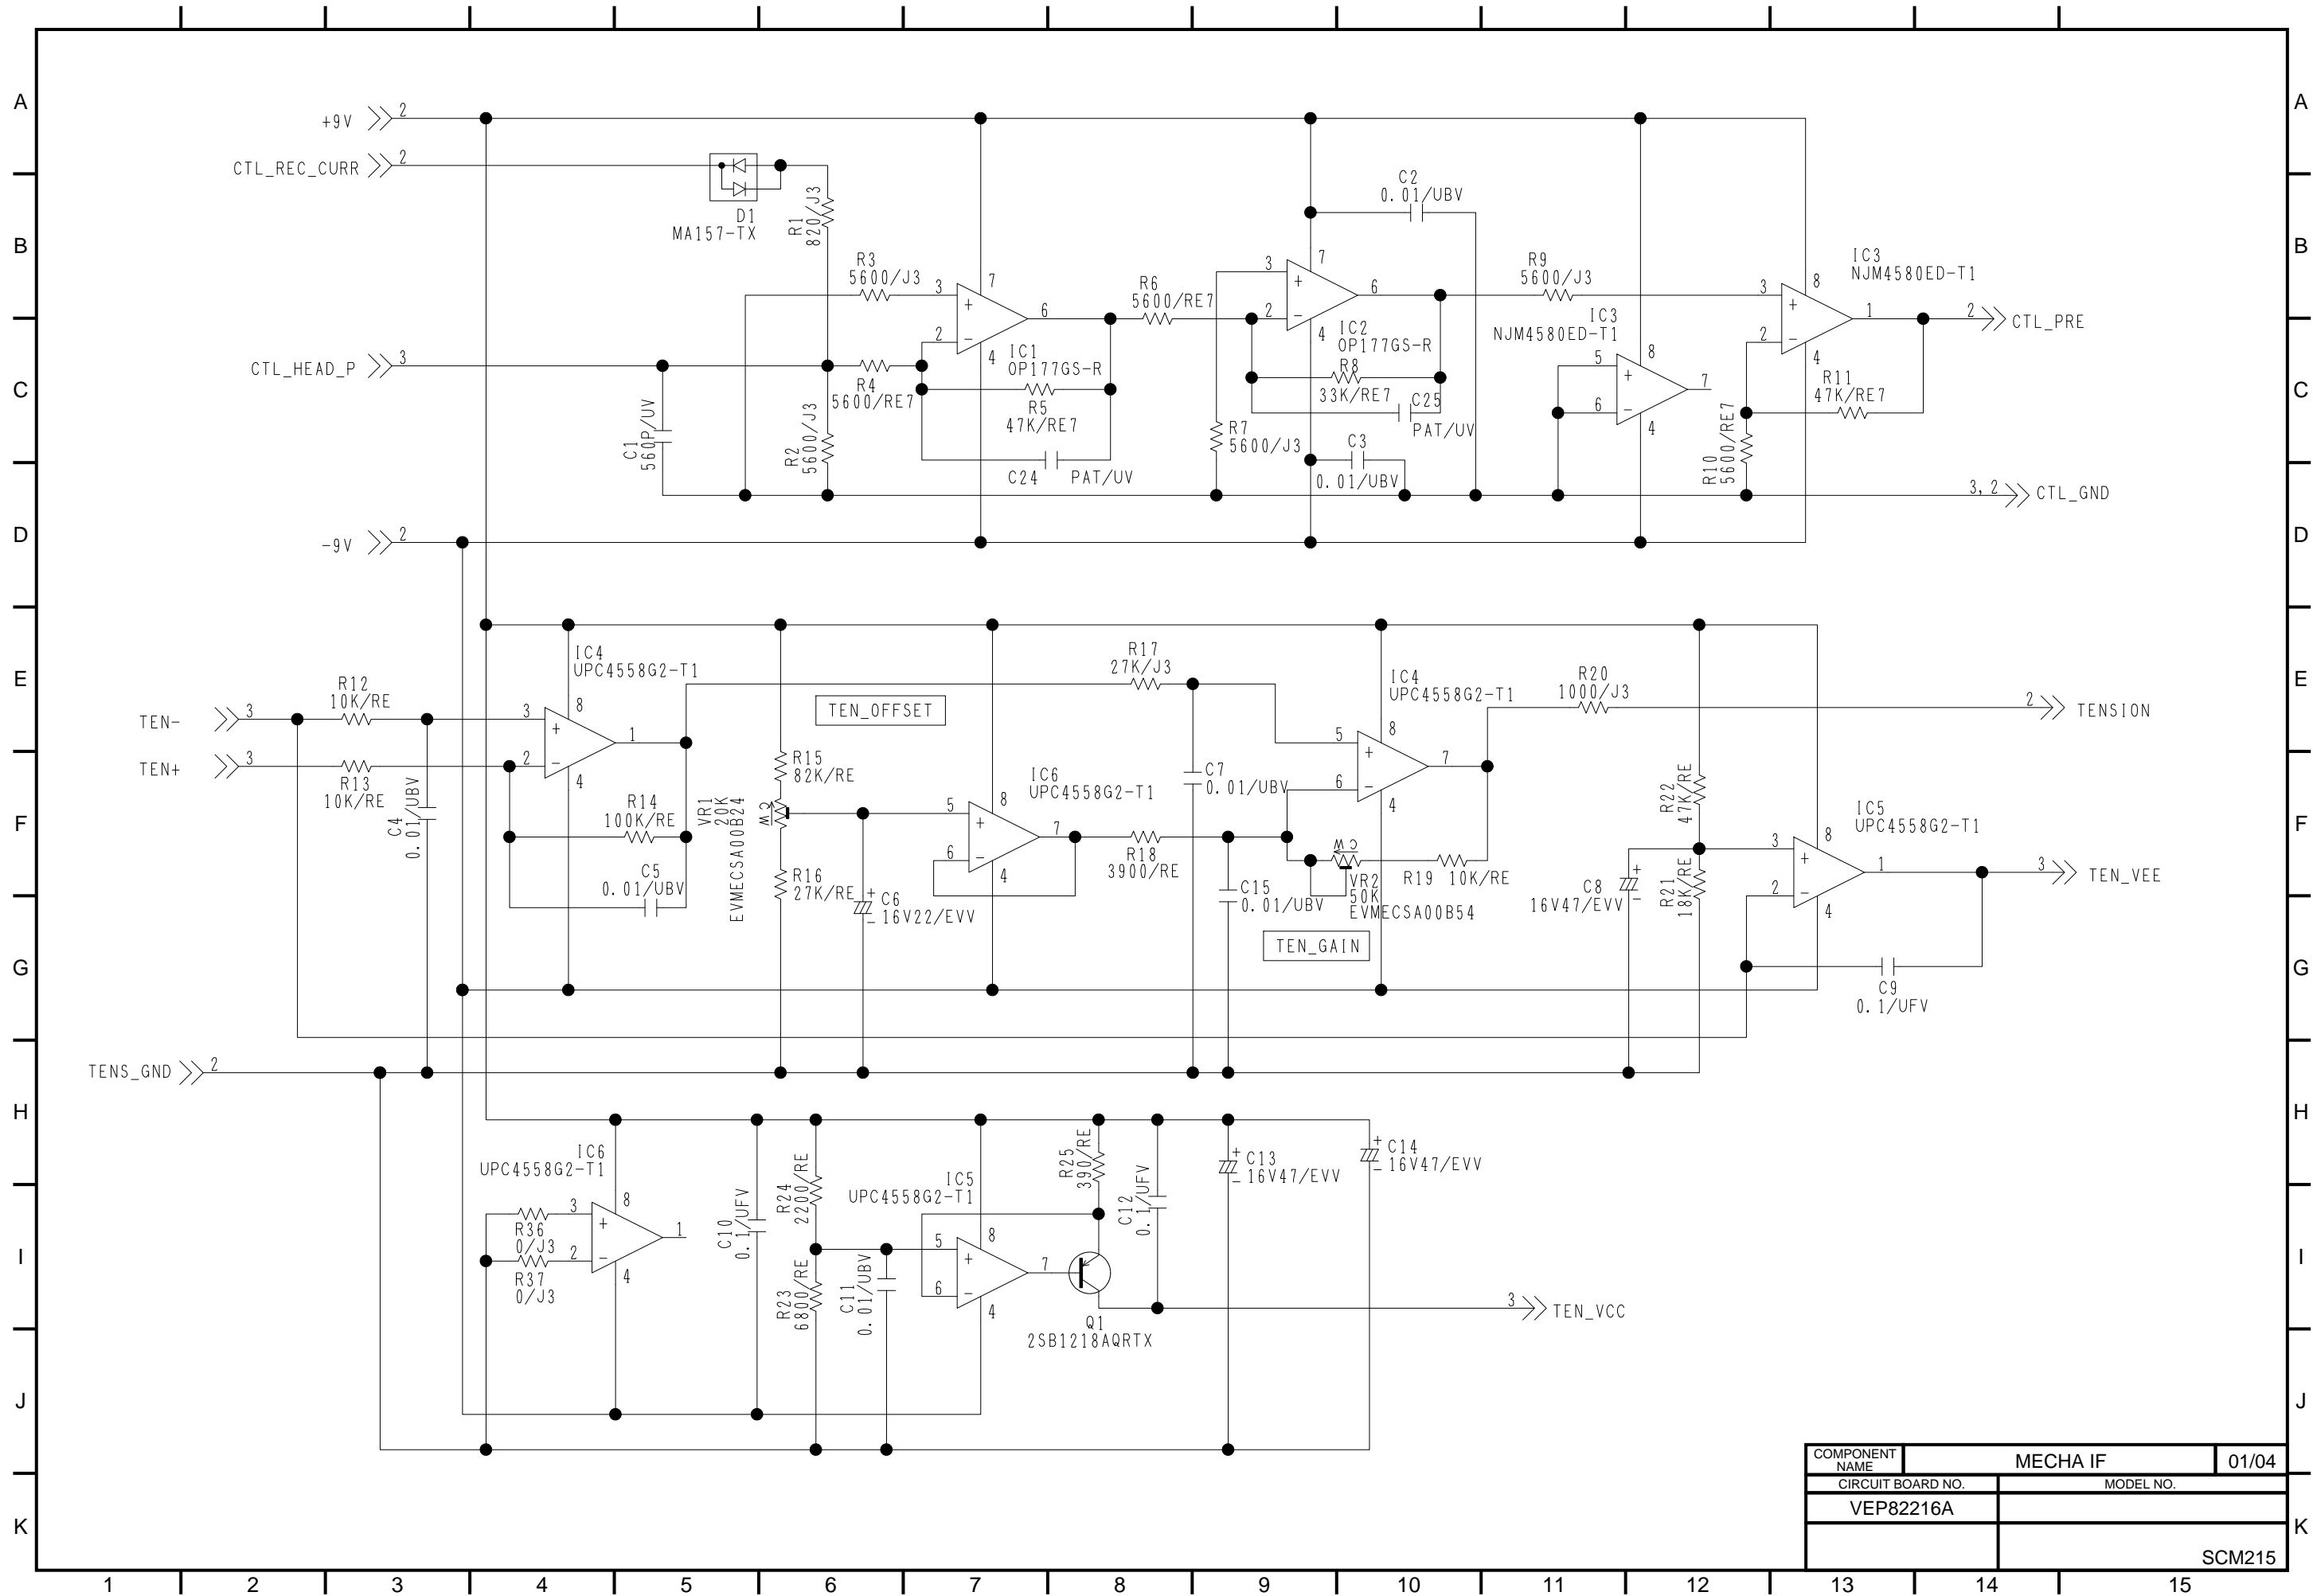 A
A
+9V
2
CTL_REC_CURR
2
D1
MA157-TX
R1
820/J3
C2
0.01/UBV
B
B
R3
5600/J3
3
7
6
2
4
IC1
OP177GS-R
R6
5600/RE7
3
7
6
2
4
IC2
OP177GS-R
R9
5600/J3
IC3
NJM4580ED-T1
3
8
1
2
4
2
CTL_PRE
IC3
NJM4580ED-T1
5
8
7
6
4
CTL_HEAD_P
3
C
C
R4
5600/RE7
R5
47K/RE7
R8
33K/RE7
C25
PAT/UV
R11
47K/RE7
C1
560P/UV
R2
5600/J3
C24
PAT/UV
R7
5600/J3
C3
0.01/UBV
R10
5600/RE7
3,2
CTL_GND
D
D
-9V
2
E
E
IC4
UPC4558G2-T1
R12
10K/RE
TEN-
3
3
8
1
2
4
TEN+
3
R13
10K/RE
C4
0.01/UBV
R14
100K/RE
C5
0.01/UBV
TEN_OFFSET
R15
82K/RE
VR1
20K
EVMECSA00B24
CW
R16
27K/RE
+
C6
-
16V22/EVV
IC6
UPC4558G2-T1
5
8
7
6
4
R17
27K/J3
C7
0.01/UBV
R18
3900/RE
C15
0.01/UBV
IC4
UPC4558G2-T1
5
8
7
6
4
CW
VR2
50K
EVMECSA00B54
R19 10K/RE
TEN_GAIN
R20
1000/J3
2
TENSION
R22
47K/RE
R21
18K/RE
C8
16V47/EVV
+
-
IC5
UPC4558G2-T1
3
8
1
2
4
3
TEN_VEE
C9
0.1/UFV
F
F
G
G
TENS_GND
2
H
H
IC6
UPC4558G2-T1
3
8
1
2
4
R36
0/J3
R37
0/J3
C10
0.1/UFV
R24
2200/RE
R23
6800/RE
C11
0.01/UBV
IC5
UPC4558G2-T1
5
8
7
6
4
R25
390/RE
Q1
2SB1218AQRTX
C12
0.1/UFV
+
C13
-
16V47/EVV
+
C14
-
16V47/EVV
3
TEN_VCC
I
I
J
J
K
K
COMPONENT
NAME
MECHA IF
01/04
CIRCUIT BOARD NO.
MODEL NO.
VEP82216A
SCM215
1
2
3
4
5
6
7
8
9
10
11
12
13
14
15